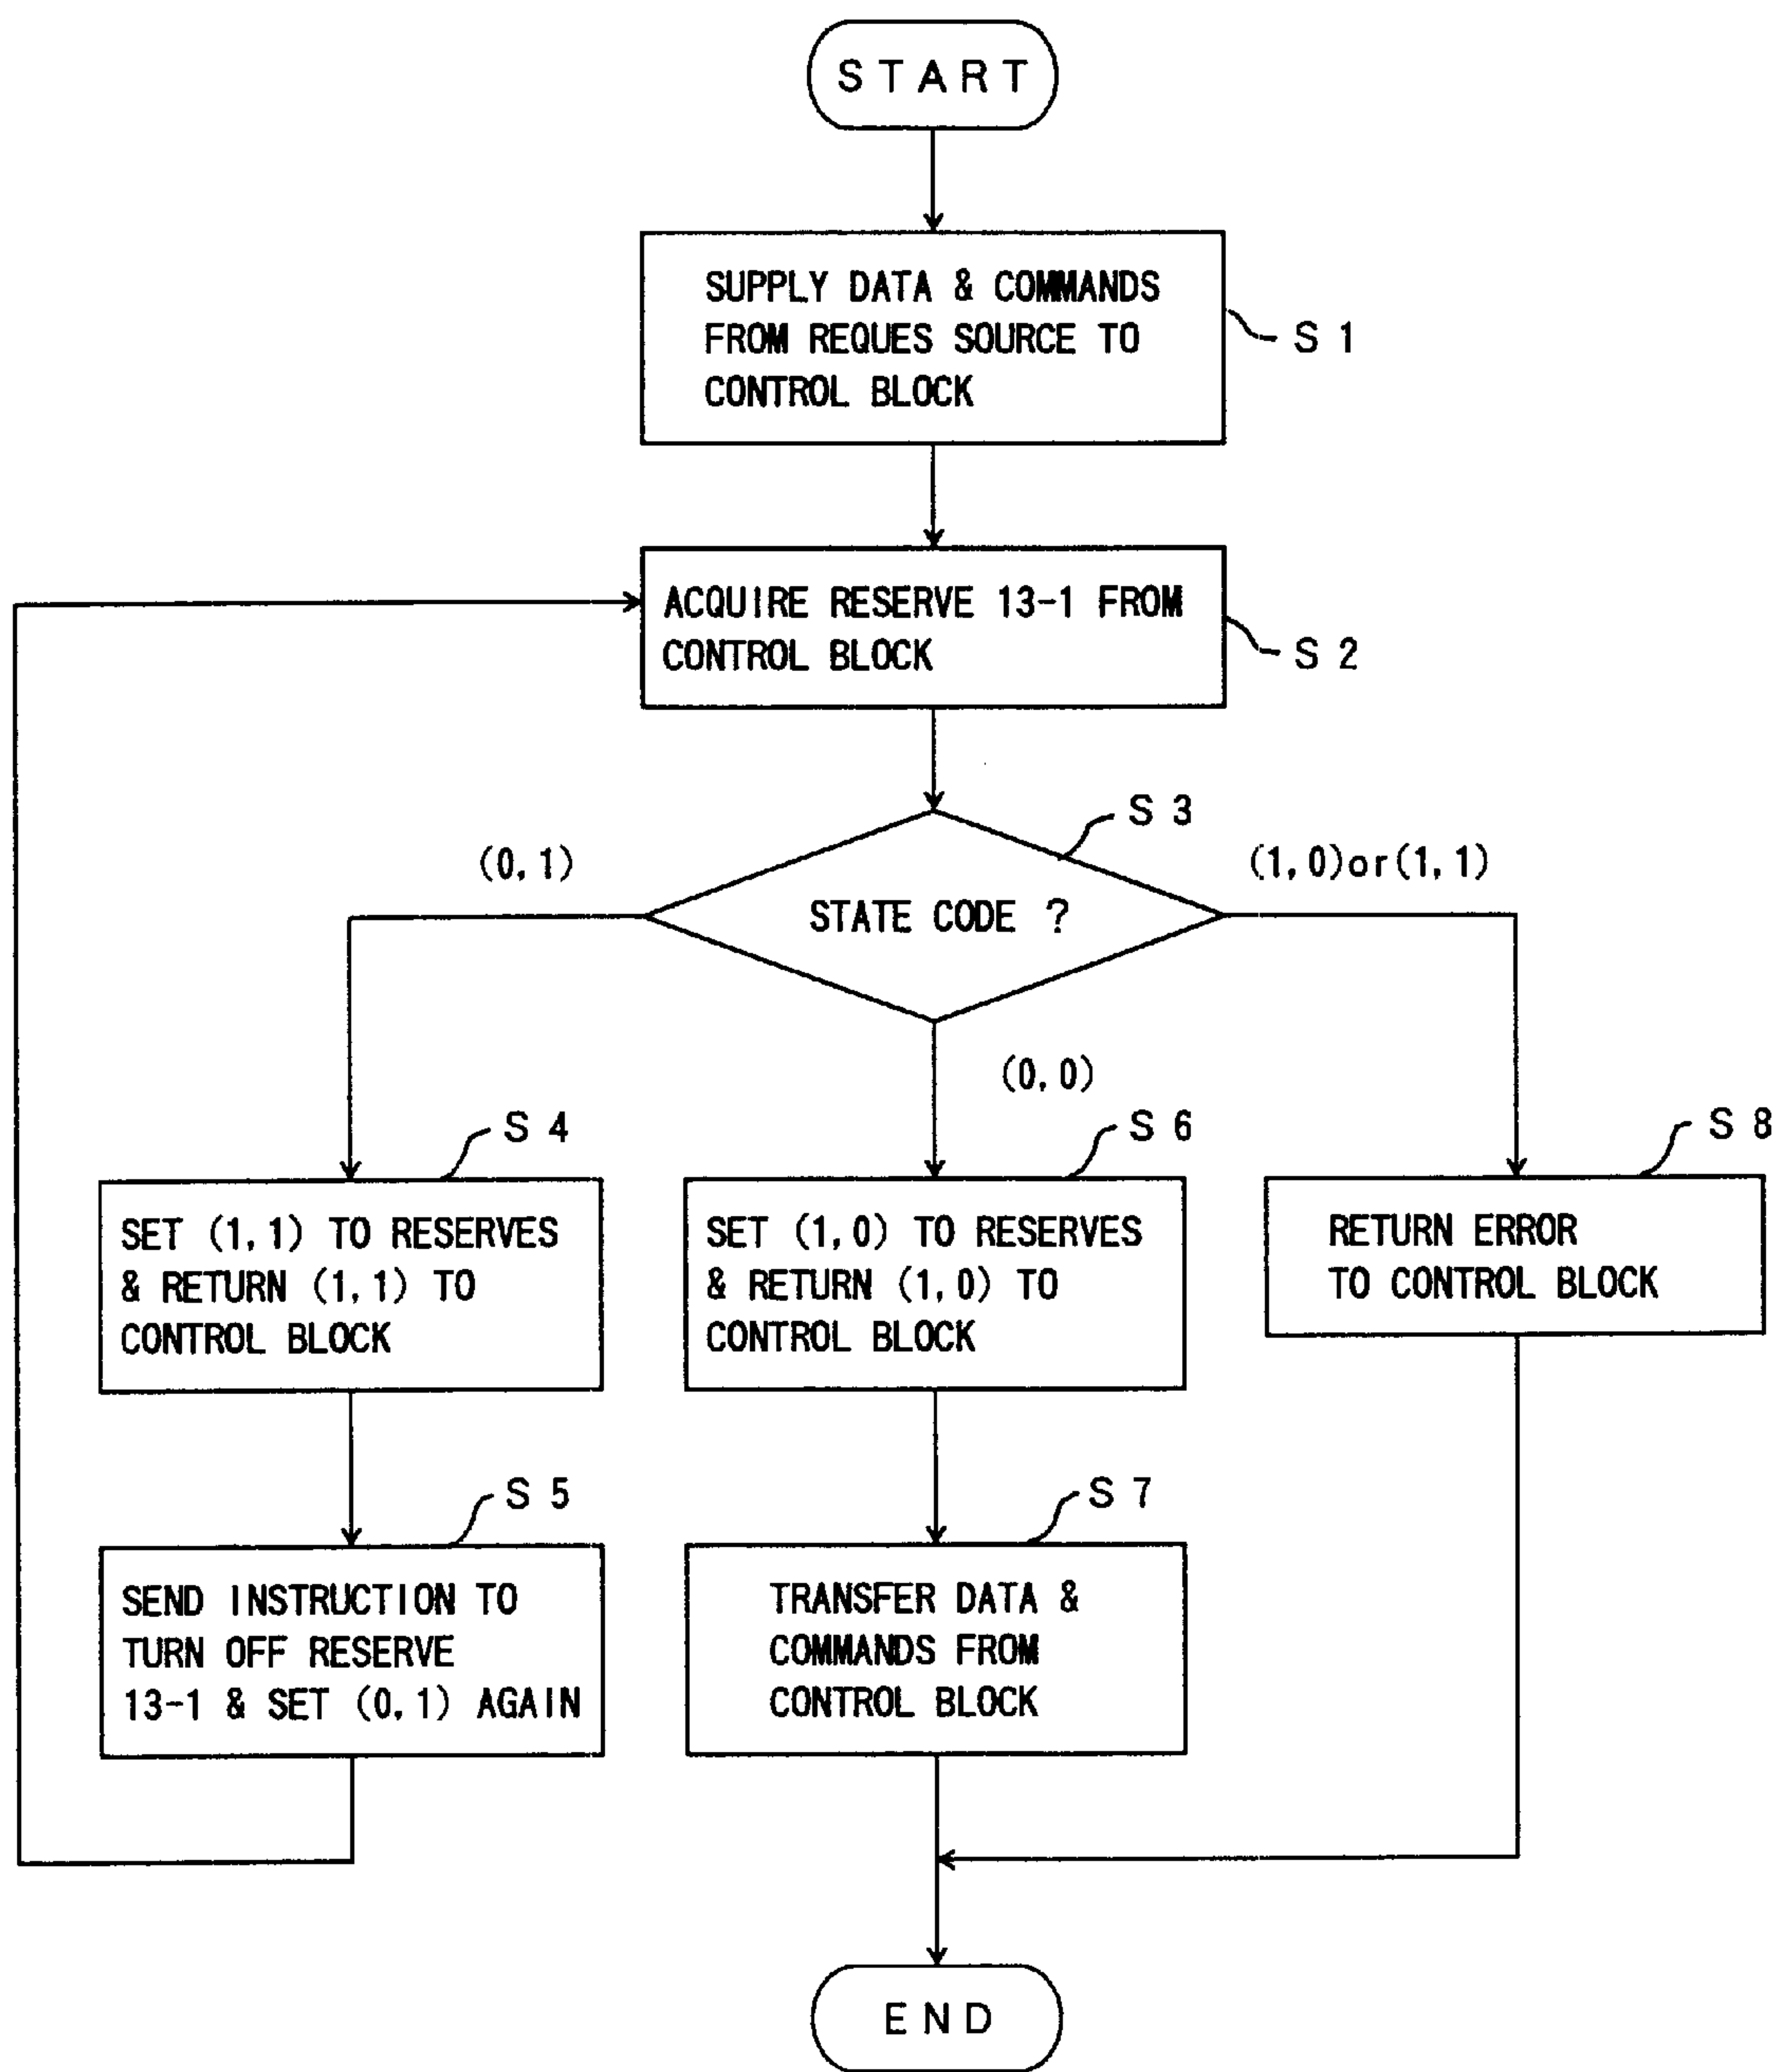 START
SUPPLY DATA & COMMANDS
FROM REQUES SOURCE TO
CONTROL BLOCK
S 1
ACQUIRE RESERVE 13-1 FROM
CONTROL BLOCK
S 2
S 3
(0, 1)
(1, 0)or(1, 1)
STATE CODE ?
(0, 0)
S 4
S 6
S 8
SET (1, 1) TO RESERVES
& RETURN (1, 1) TO
CONTROL BLOCK
SET (1, 0) TO RESERVES
& RETURN (1, 0) TO
CONTROL BLOCK
RETURN ERROR
TO CONTROL BLOCK
S 5
S 7
SEND INSTRUCTION TO
TURN OFF RESERVE
13-1 & SET (0, 1) AGAIN
TRANSFER DATA &
COMMANDS FROM
CONTROL BLOCK
END